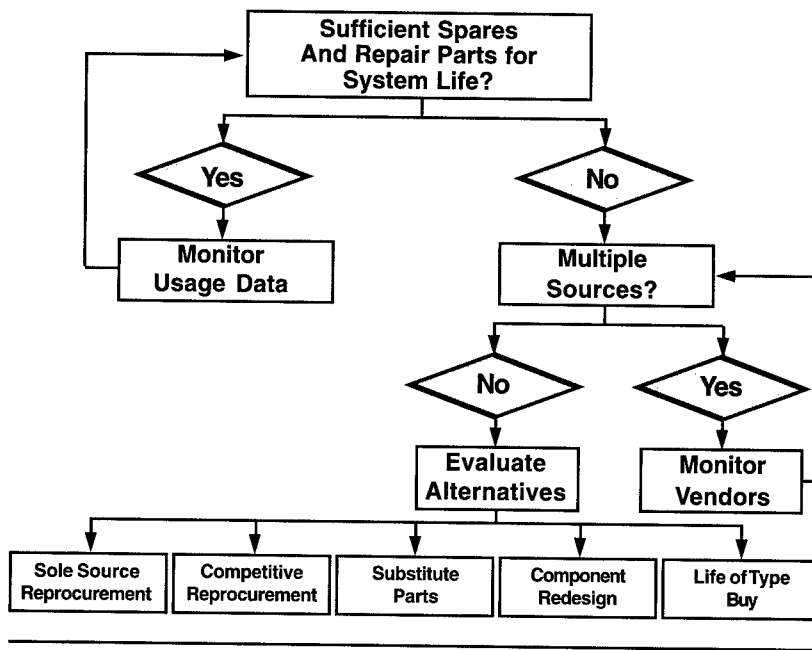 Sufficient Spares
And Repair Parts for
System Life?
Yes
No
Monitor
Usage Data
Multiple
Sources?
No
Yes
Evaluate
Alternatives
Monitor
Vendors
Sole Source
Reprocurement
Competitive
Reprocurement
Substitute
Parts
Component
Redesign
Life of Type
Buy